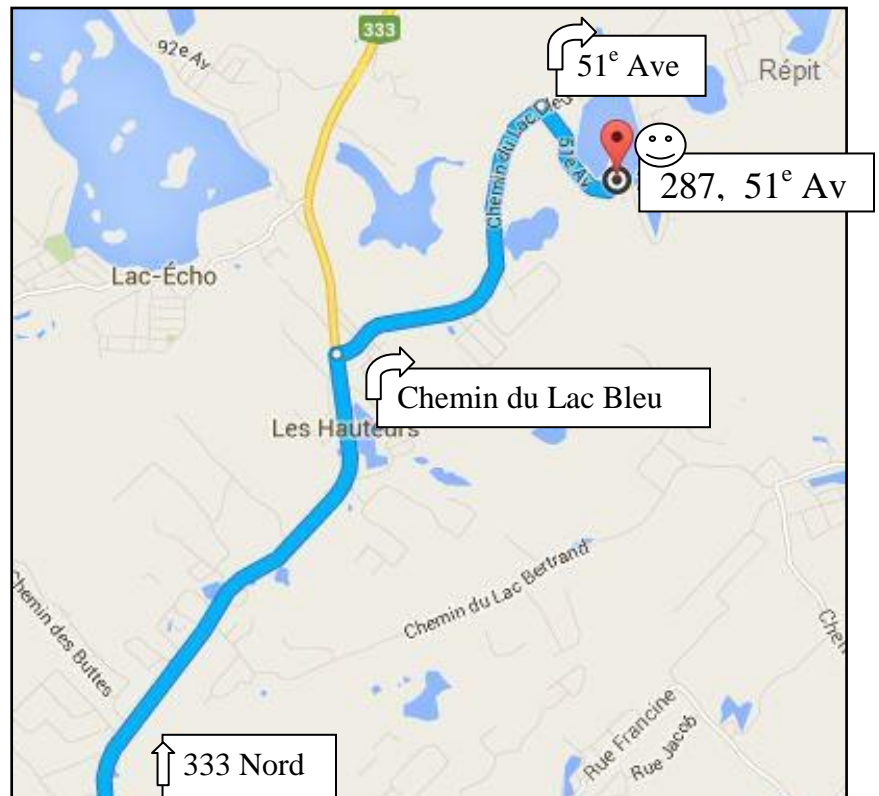 333
92e Av
51e Ave
Répit
Chemin du Lac Bleu
51e Av
287, 51e Av
Lac-Écho
Chemin du Lac Bleu
Les Hauteurs
Chemin du Lac Bertrand
Chemin des Buttes
Chem
Rue Francine
Rue Jacob
333 Nord